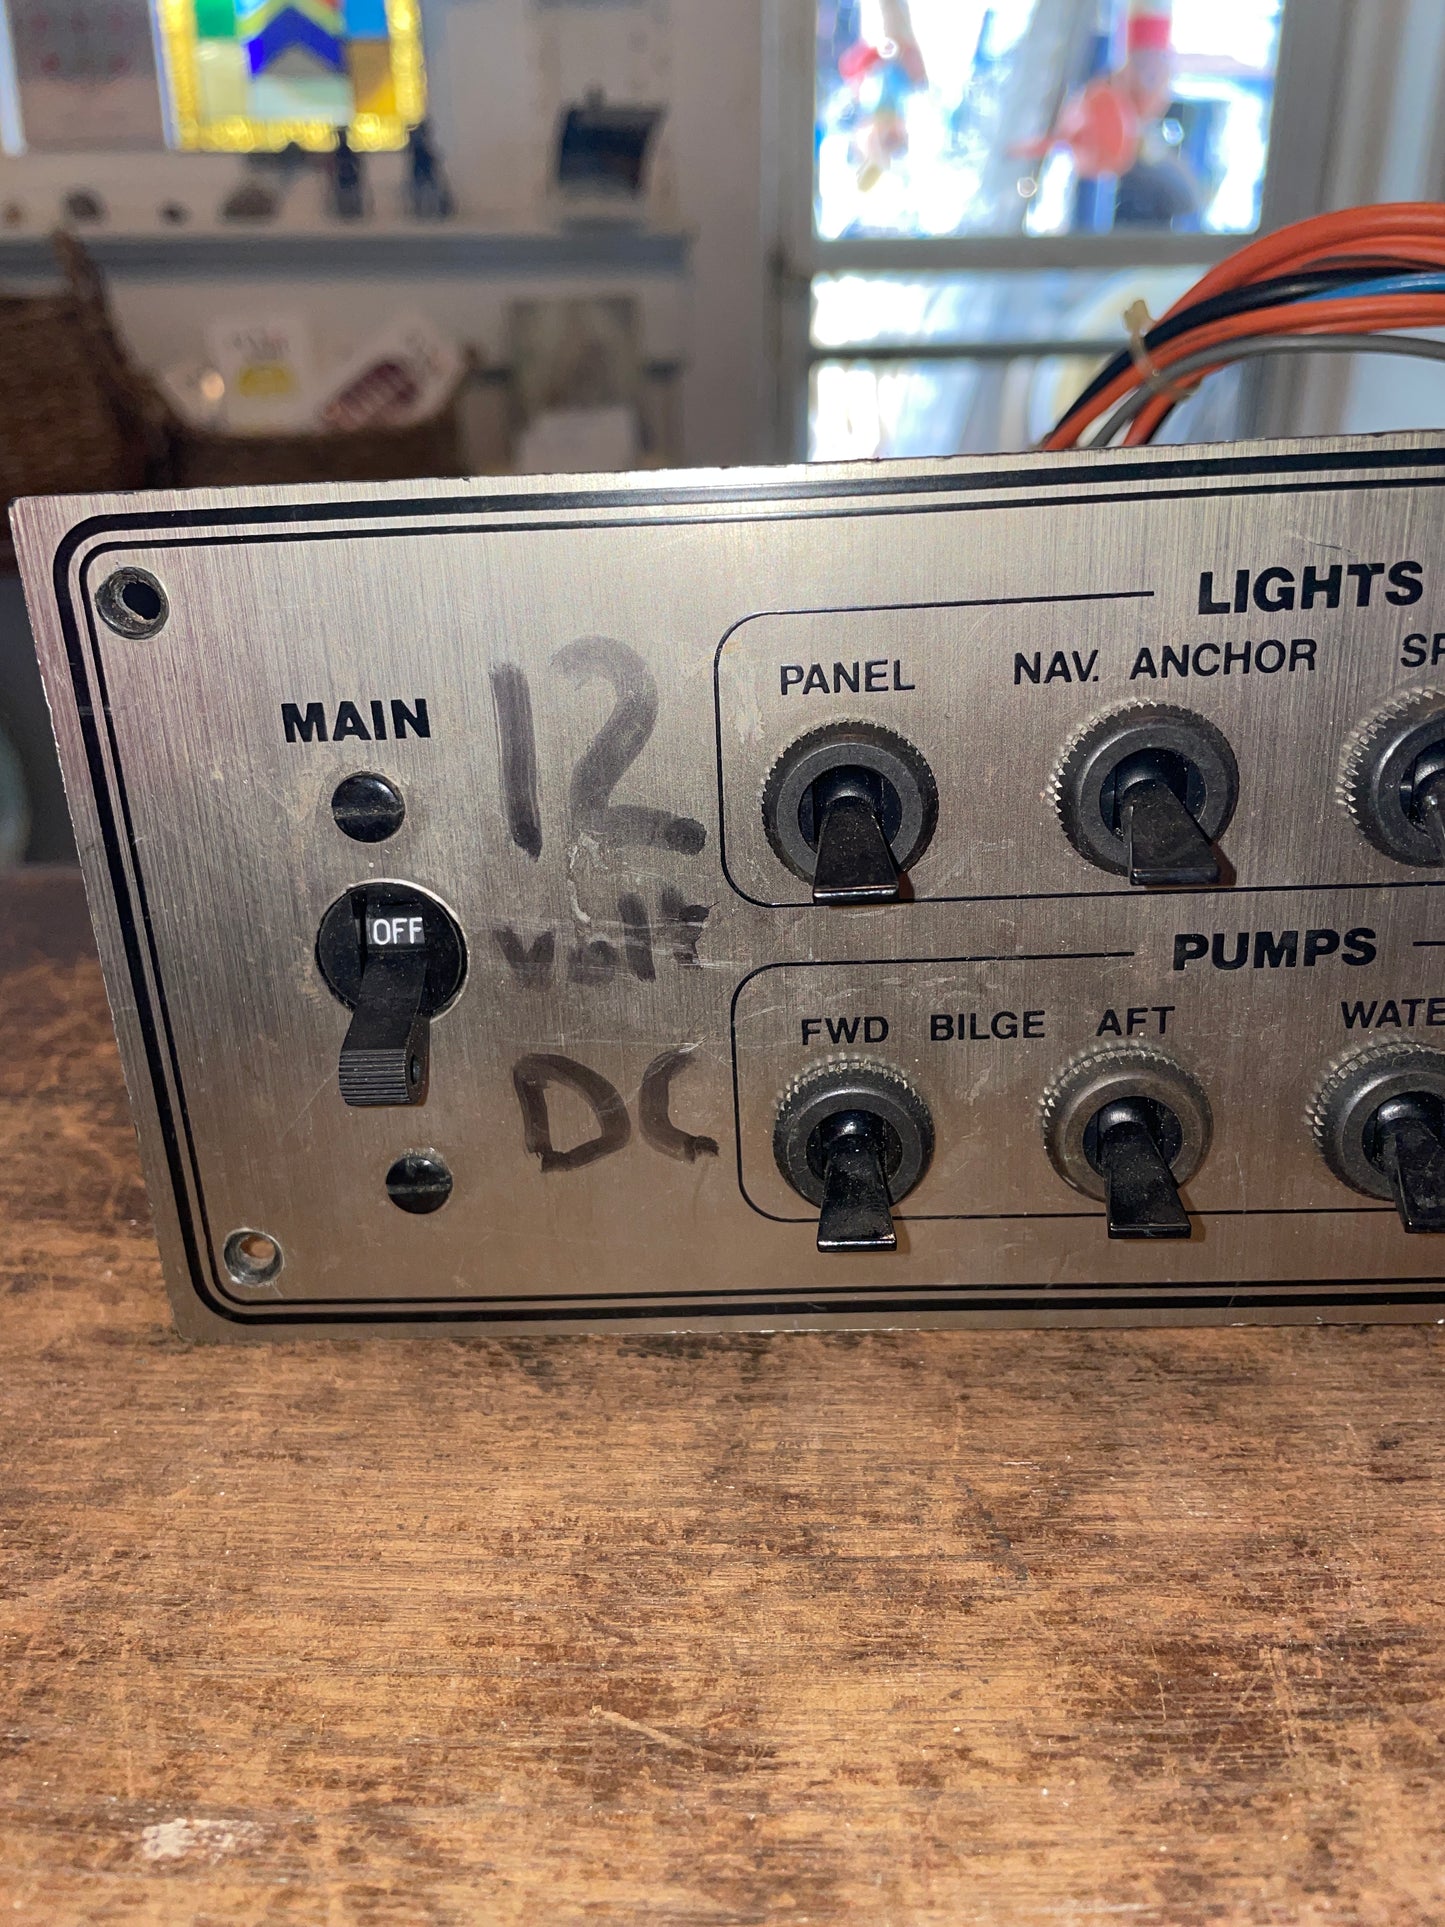 LIGHTS
PANEL NAV. ANCHOR
MAIN
12
volt
DC
OFF
PUMPS
FWD BILGE AFT